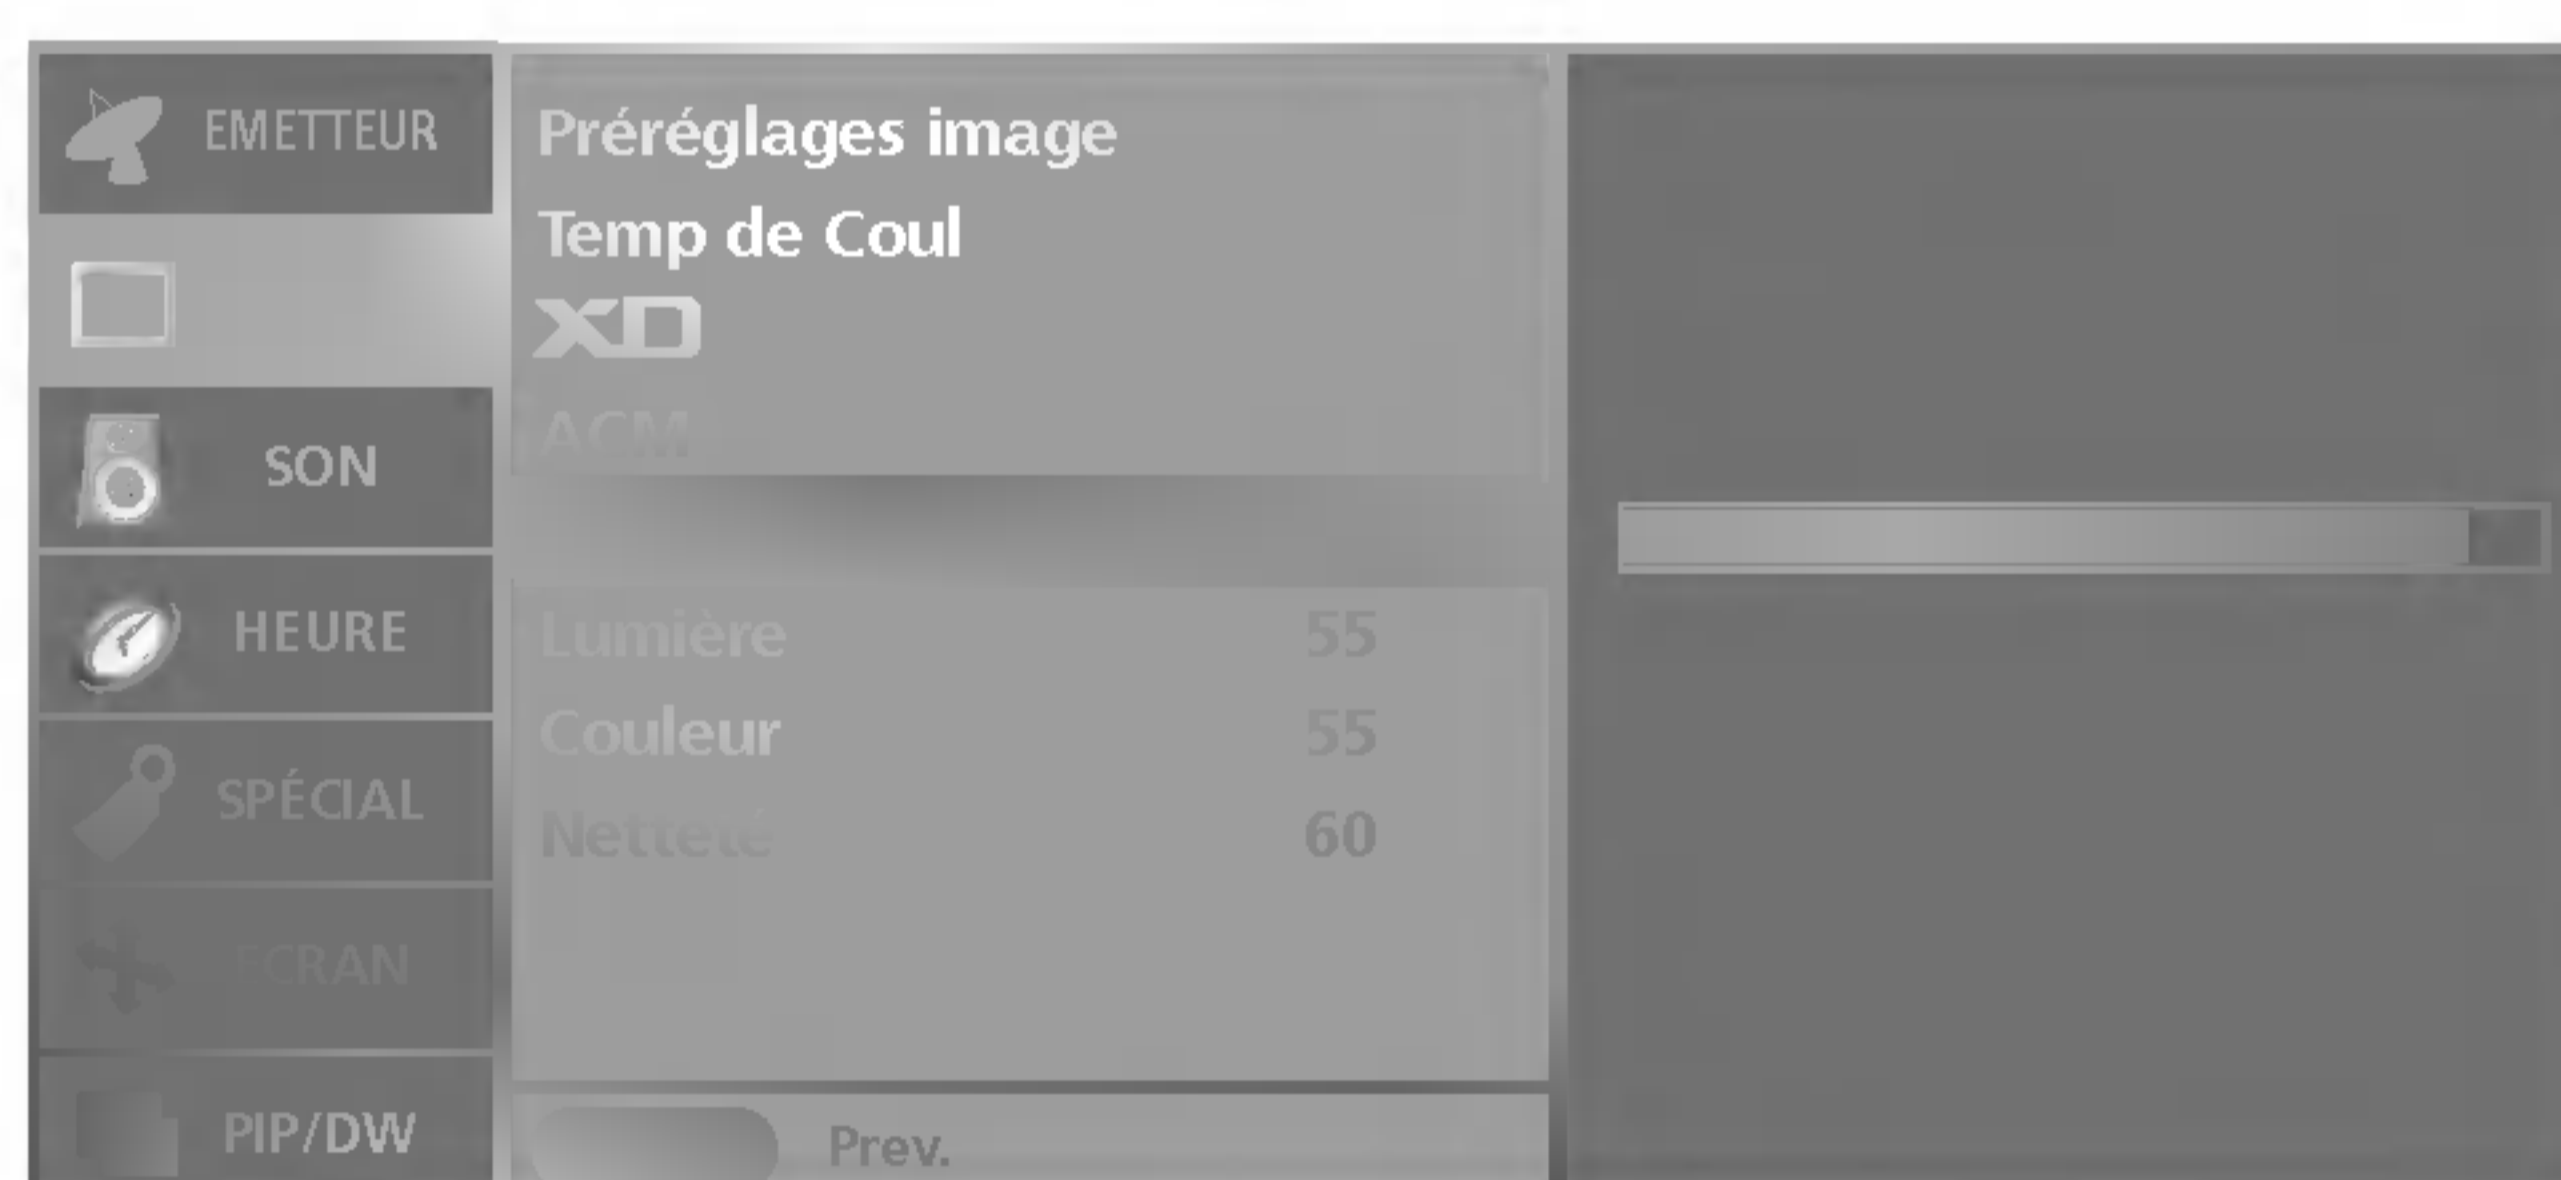 EMETTEUR
SON
HEURE
SPÉCIAL
ECRAN
PIP/DW
Préréglages image
Temp de Coul
XD
ACM
Lumière 55
Couleur 55
Netteté 60
Prev.